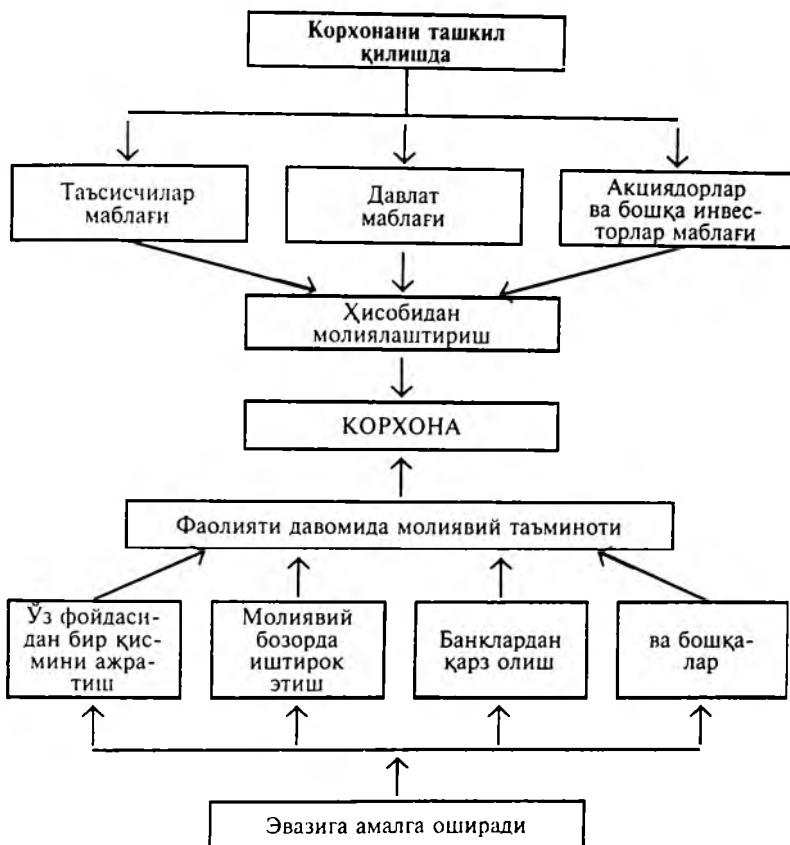 Корхонани ташкил
қилишда
Таъсисчилар
маблағи
Давлат
маблағи
Акциядорлар
ва бошқа инвес-
торлар маблағи
Ҳисобидан
молиялаштириш
КОРХОНА
Фаолияти давомида молиявий таъминоти
Ўз фойдаси-
дан бир қис-
мини ажра-
тиш
Молиявий
бозорда
иштирок
этиш
Банклардан
қарз олиш
ва бошқа-
лар
Эвазига амалга оширади